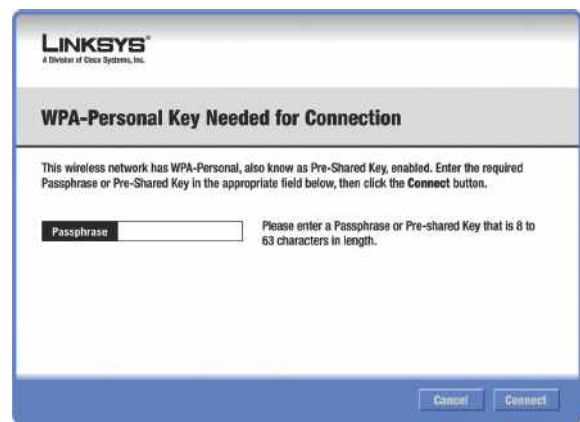 LINKSYS®
A Division of Cisco Systems, Inc.
WPA-Personal Key Needed for Connection
This wireless network has WPA-Personal, also know as Pre-Shared Key, enabled. Enter the required
Passphrase or Pre-Shared Key in the appropriate field below, then click the Connect button.
Passphrase
Please enter a Passphrase or Pre-shared Key that is 8 to
63 characters in length.
Cancel
Connect